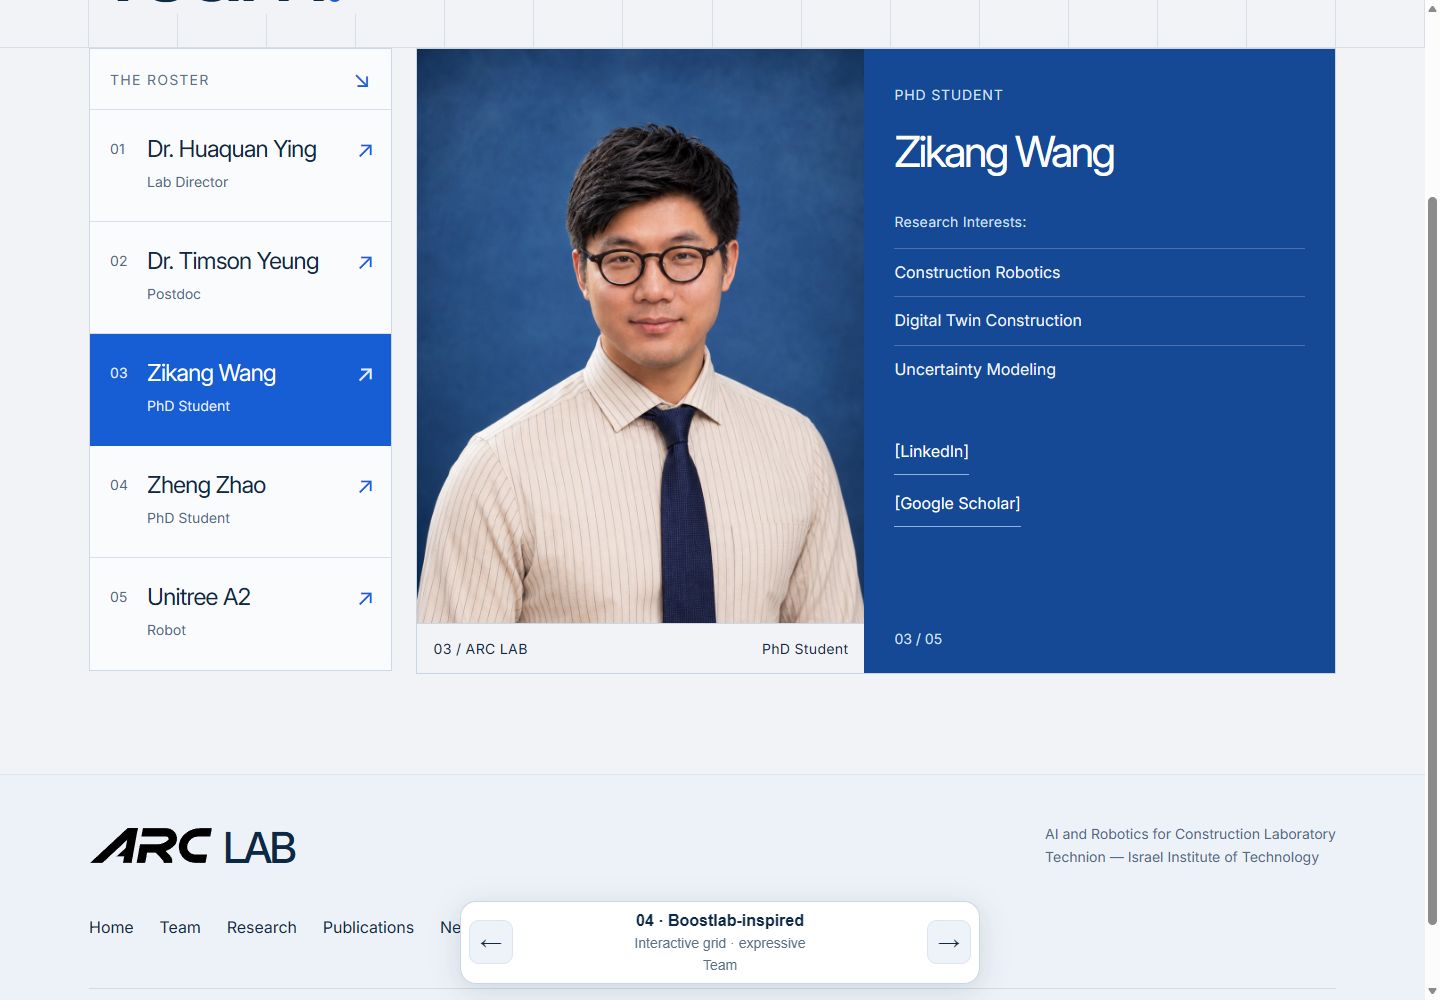 Team.
THE ROSTER
01 Dr. Huaquan Ying
Lab Director
02 Dr. Timson Yeung
Postdoc
03 Zikang Wang
PhD Student
04 Zheng Zhao
PhD Student
05 Unitree A2
Robot
03 / ARC LAB PhD Student
PHD STUDENT
Zikang Wang
Research Interests:
Construction Robotics
Digital Twin Construction
Uncertainty Modeling
[LinkedIn]
[Google Scholar]
03 / 05
ARC LAB
AI and Robotics for Construction Laboratory
Technion — Israel Institute of Technology
Home Team Research Publications
04 · Boostlab-inspired
Interactive grid · expressive
Team